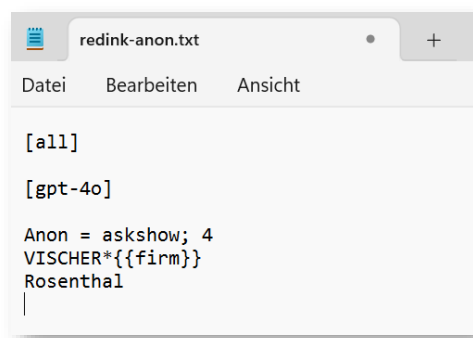 redink-anon.txt
Datei Bearbeiten Ansicht
[all]
[gpt-4o]
Anon = askshow; 4
VISCHER*{{firm}}
Rosenthal